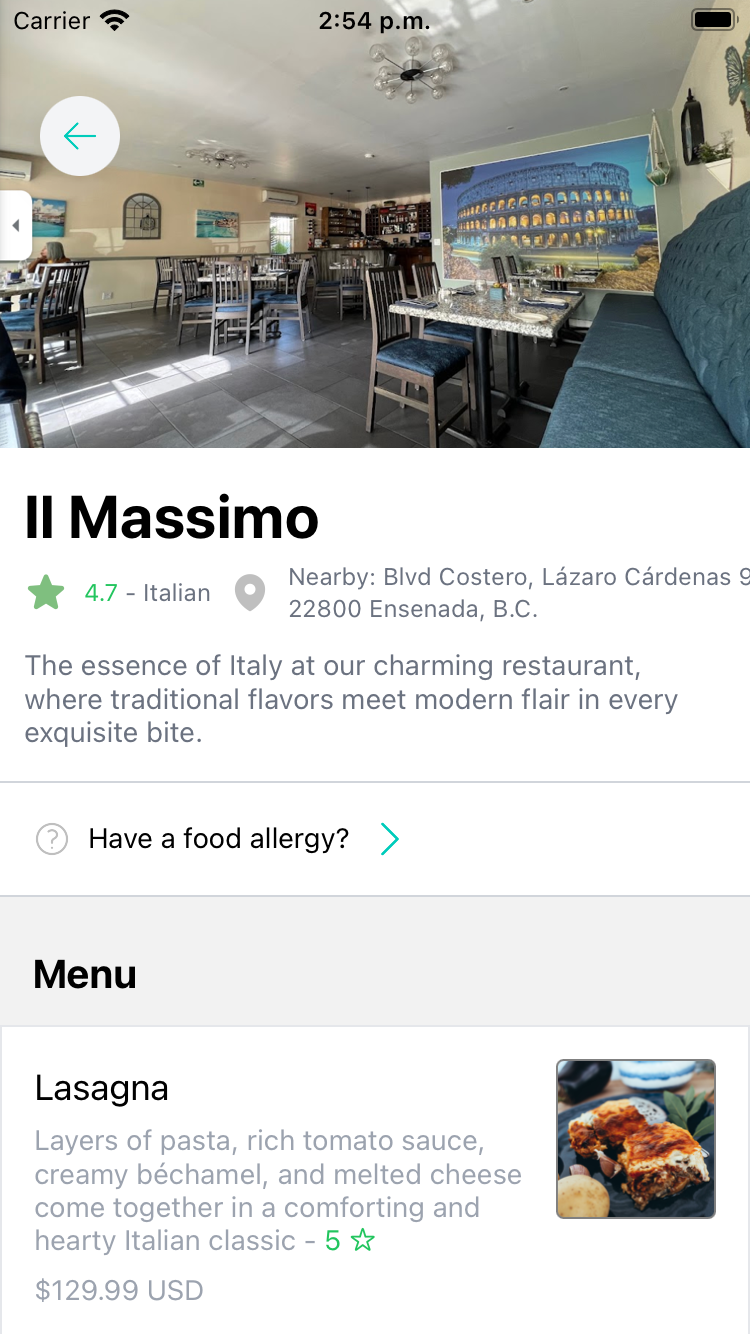 Carrier 2:54 p.m.
Il Massimo
4.7 - Italian
Nearby: Blvd Costero, Lázaro Cárdenas 9
22800 Ensenada, B.C.
The essence of Italy at our charming restaurant,
where traditional flavors meet modern flair in every
exquisite bite.
? Have a food allergy?
Menu
Lasagna
Layers of pasta, rich tomato sauce,
creamy béchamel, and melted cheese
come together in a comforting and
hearty Italian classic - 5
$129.99 USD